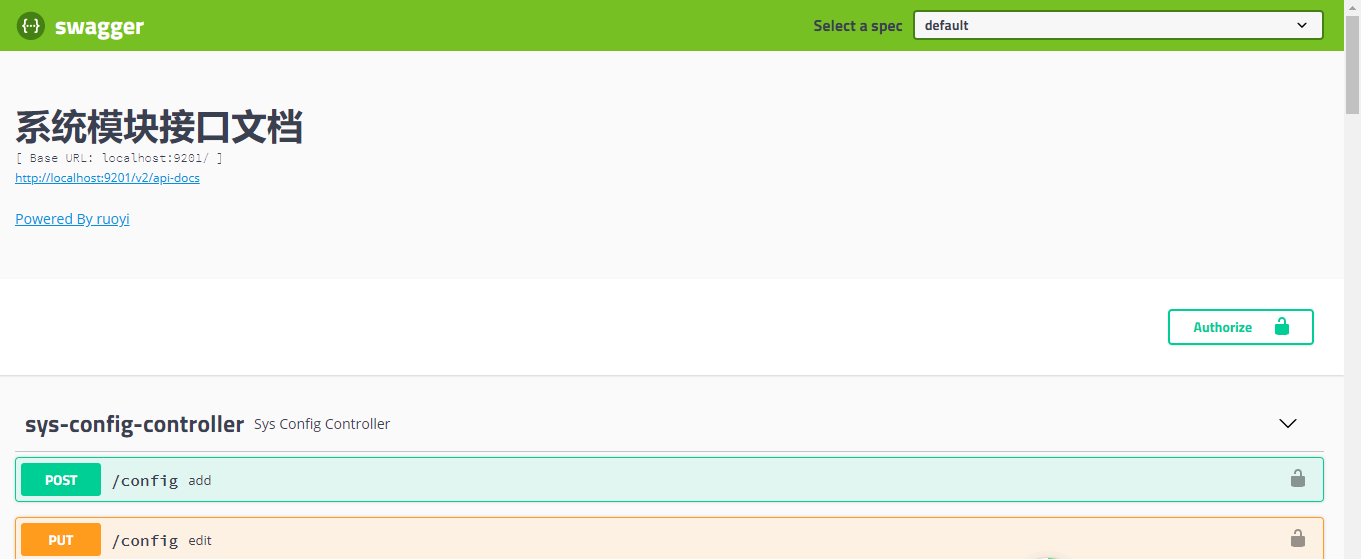 {···} swagger
Select a spec default
系统模块接口文档
[ Base URL: localhost:9201/ ]
http://localhost:9201/v2/api-docs
Powered By ruoyi
Authorize
sys-config-controller Sys Config Controller
POST /config add
PUT /config edit